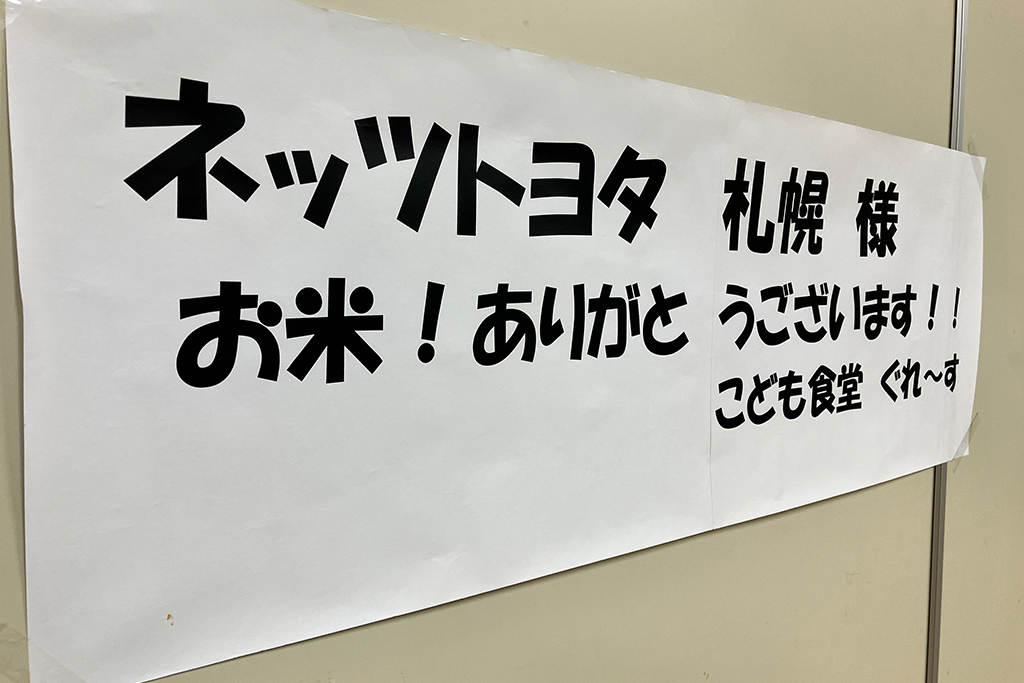 ネッツトヨタ 札幌 様
お米！ありがとうございます！！
こども食堂 ぐれ～す